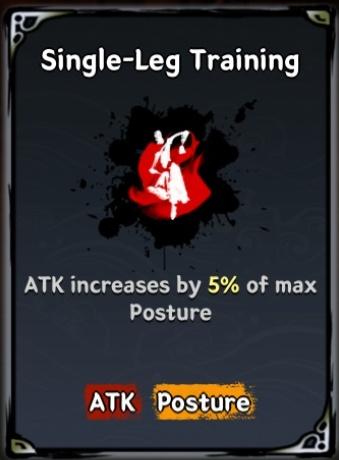 Single-Leg Training
ATK increases by 5% of max
Posture
ATK Posture